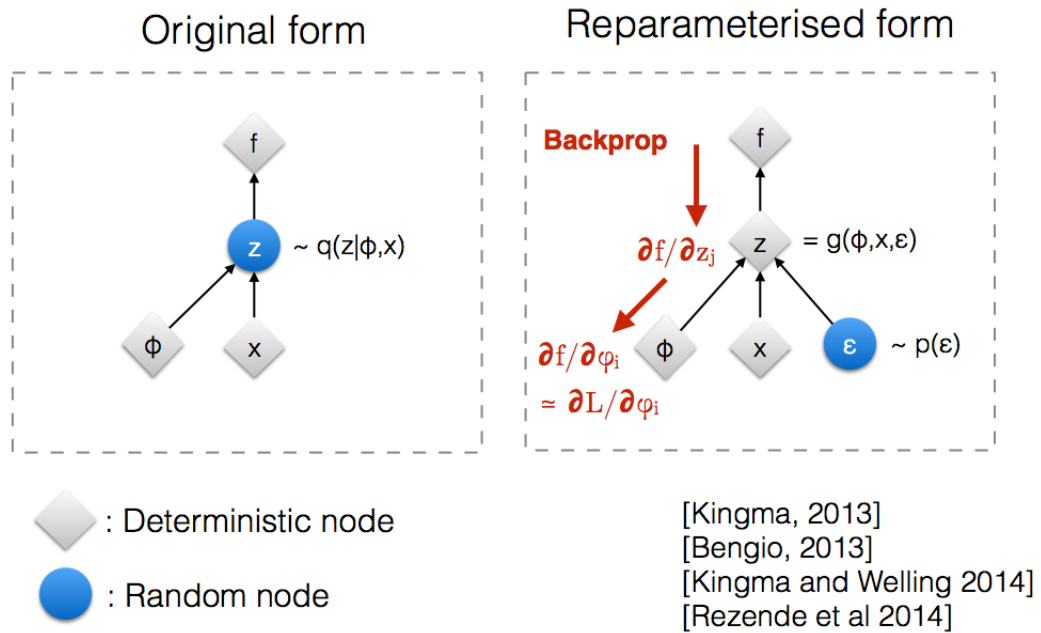 Original form
f
z ~ q(z|ϕ,x)
ϕ x
Reparameterised form
f
Backprop
∂f/∂zⱼ z = g(ϕ,x,ε)
∂f/∂φᵢ ϕ x ε ~ p(ε)
≃ ∂L/∂φᵢ
: Deterministic node
: Random node
[Kingma, 2013]
[Bengio, 2013]
[Kingma and Welling 2014]
[Rezende et al 2014]